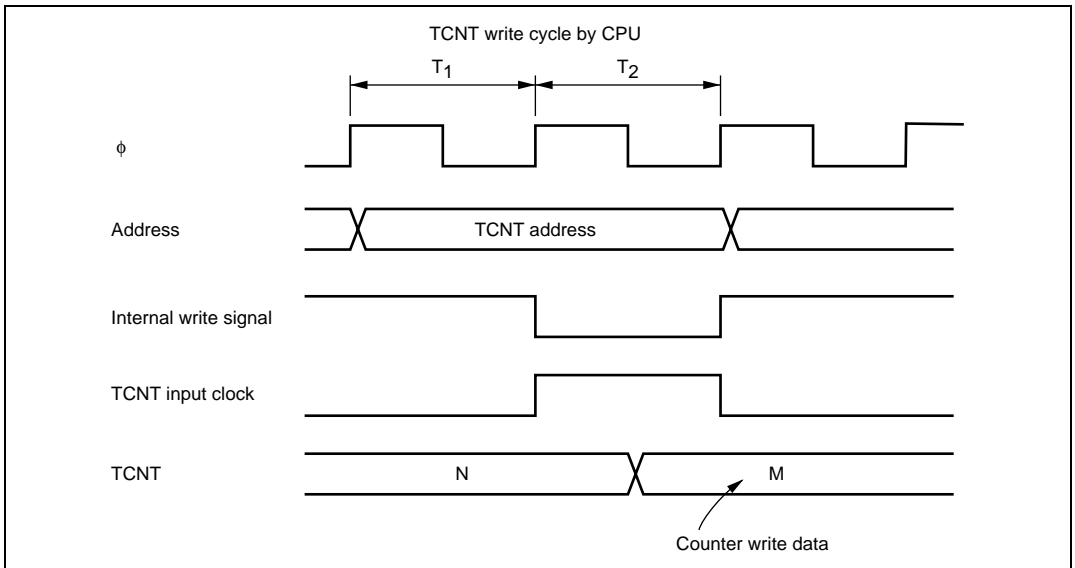 TCNT write cycle by CPU
T1 T2
ϕ
Address TCNT address
Internal write signal
TCNT input clock
TCNT N M
Counter write data